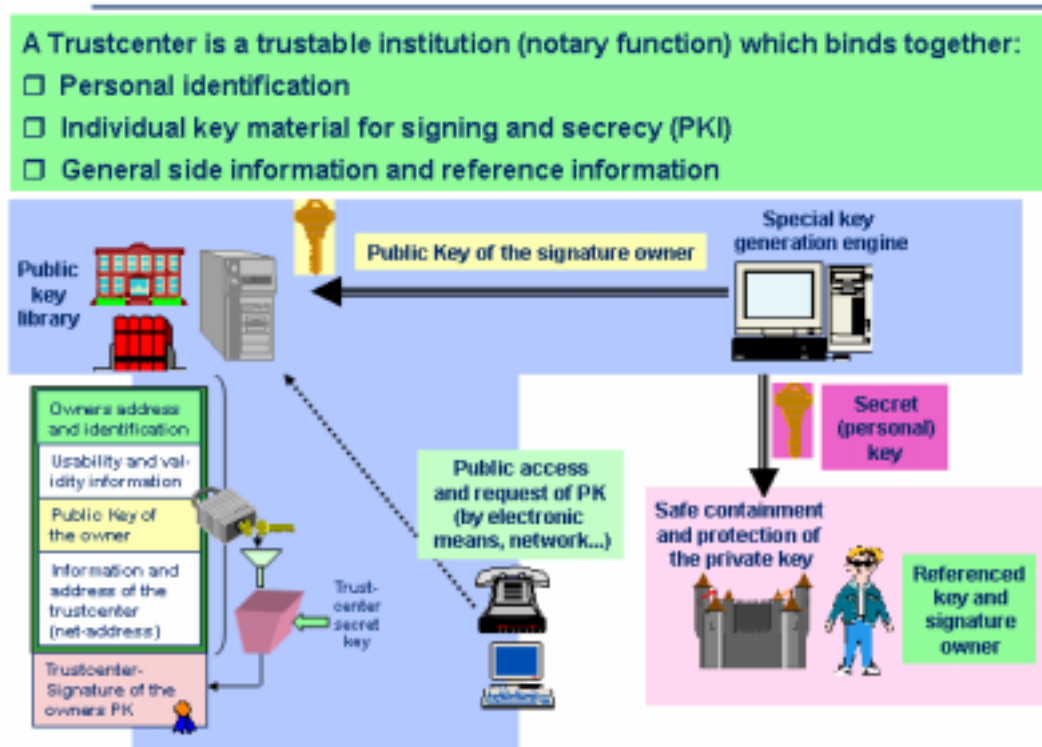 A Trustcenter is a trustable institution (notary function) which binds together:
❐ Personal identification
❐ Individual key material for signing and secrecy (PKI)
❐ General side information and reference information
Public
key
library
Public Key of the signature owner
Special key
generation engine
Owners address
and identification
Usability and val-
idity information
Public Key of
the owner
Information and
address of the
trustcenter
(net-address)
Trustcenter-
Signature of the
owners PK
Trust-
center
secret
key
Public access
and request of PK
(by electronic
means, network...)
Secret
(personal)
key
Safe containment
and protection of
the private key
Referenced
key and
signature
owner